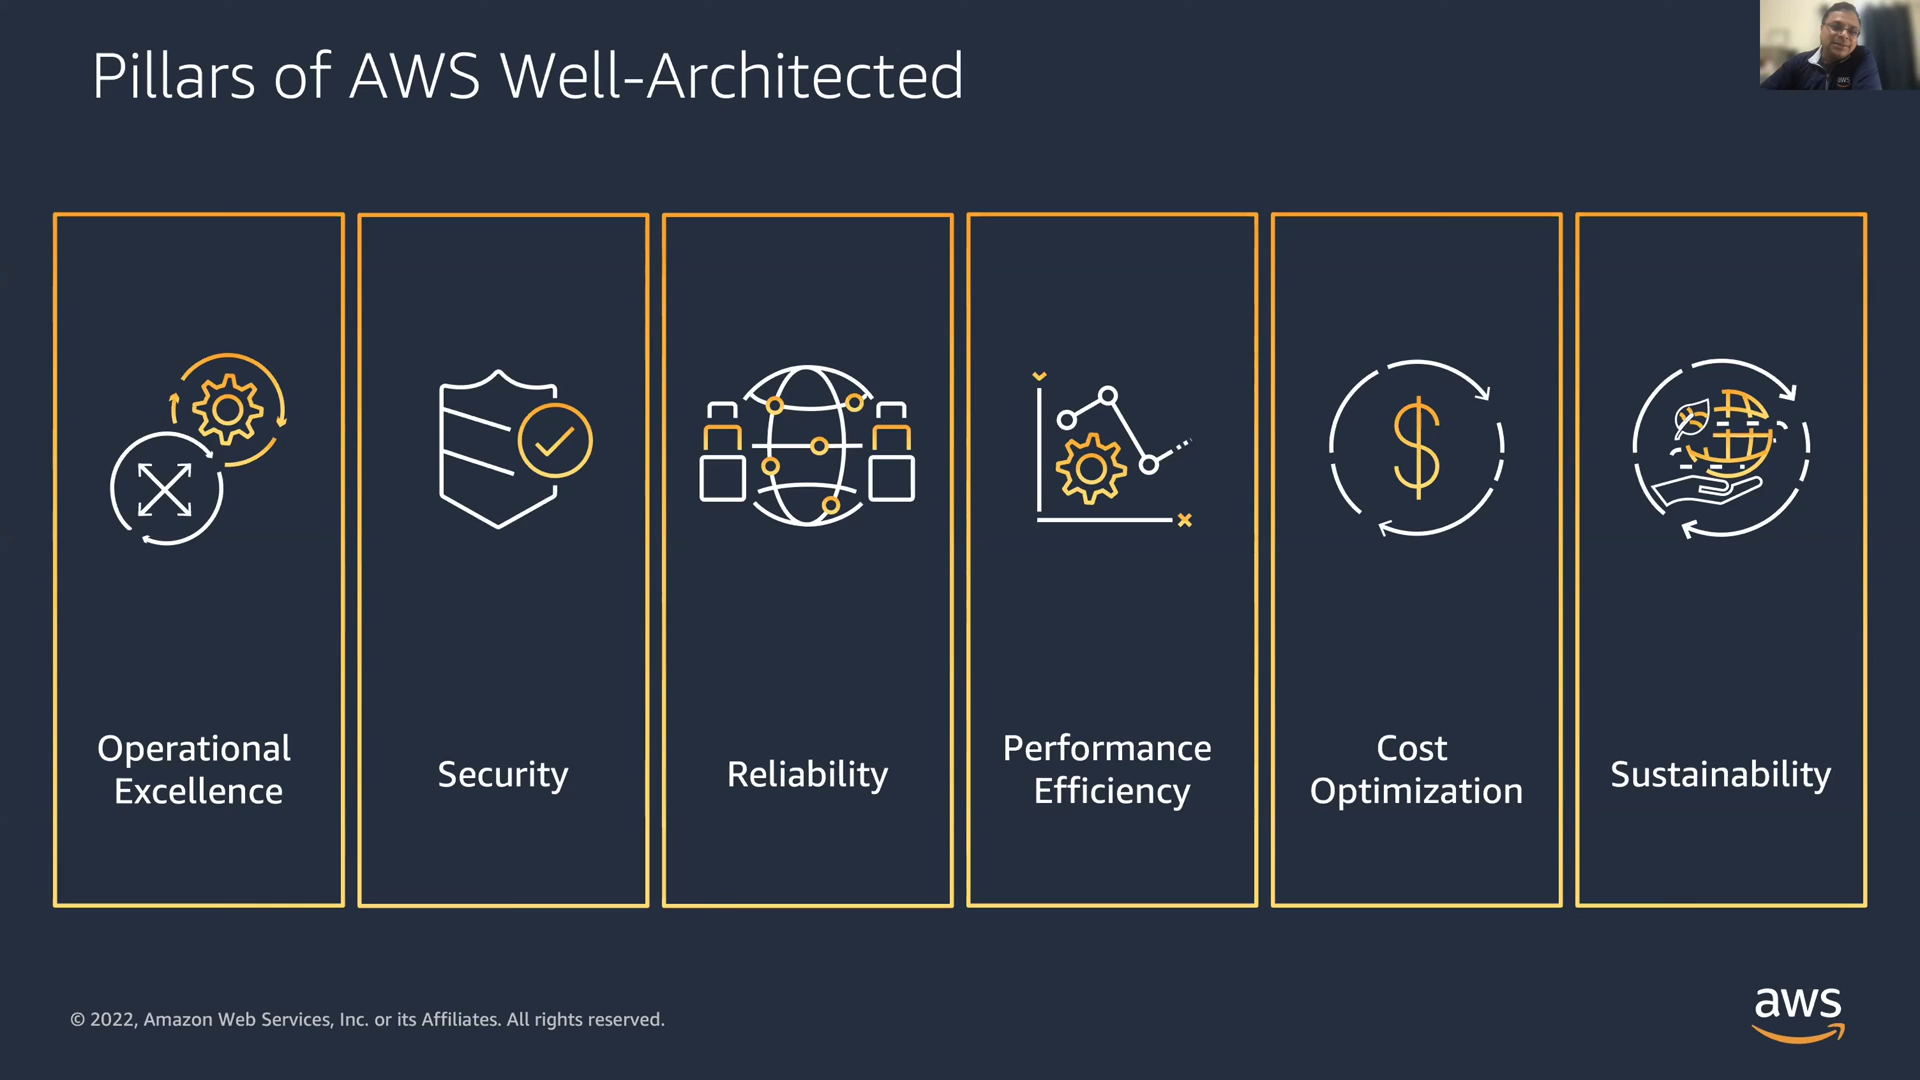 Pillars of AWS Well-Architected
aws
$
Operational
Excellence
Security
Reliability
Performance
Efficiency
Cost
Optimization
Sustainability
© 2022, Amazon Web Services, Inc. or its Affiliates. All rights reserved.
aws